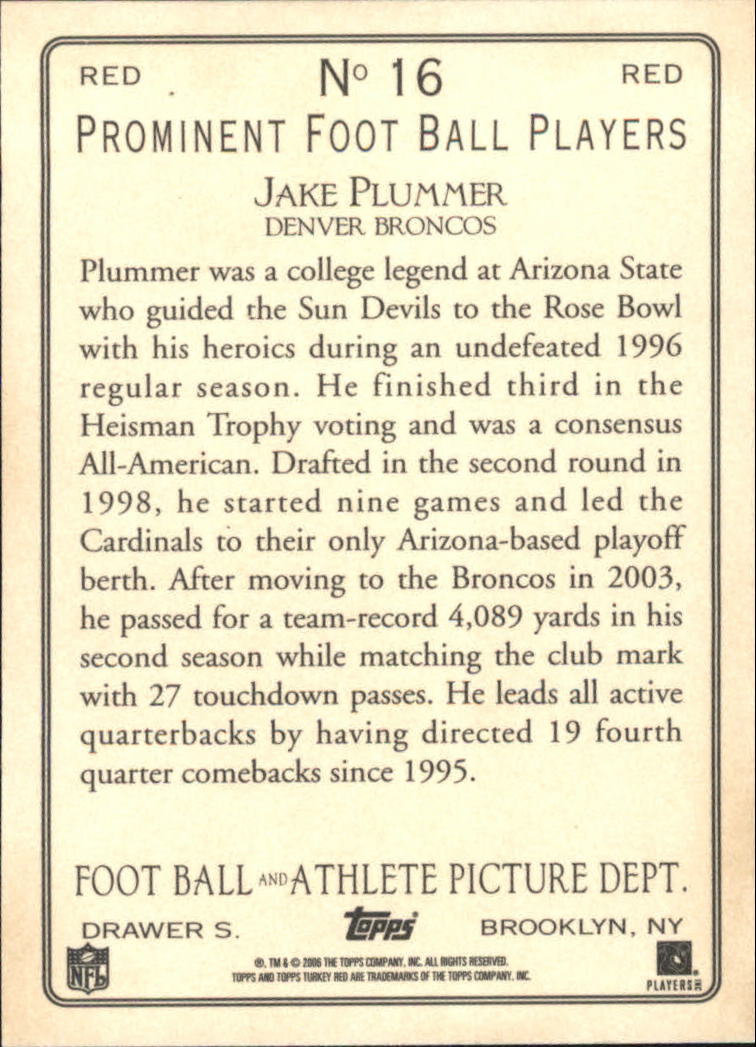 RED Nº 16 RED
PROMINENT FOOT BALL PLAYERS
JAKE PLUMMER
DENVER BRONCOS
Plummer was a college legend at Arizona State
who guided the Sun Devils to the Rose Bowl
with his heroics during an undefeated 1996
regular season. He finished third in the
Heisman Trophy voting and was a consensus
All-American. Drafted in the second round in
1998, he started nine games and led the
Cardinals to their only Arizona-based playoff
berth. After moving to the Broncos in 2003,
he passed for a team-record 4,089 yards in his
second season while matching the club mark
with 27 touchdown passes. He leads all active
quarterbacks by having directed 19 fourth
quarter comebacks since 1995.
FOOT BALL AND ATHLETE PICTURE DEPT.
DRAWER S. Topps BROOKLYN, NY
®, TM & © 2006 THE TOPPS COMPANY, INC. ALL RIGHTS RESERVED.
TOPPS AND TOPPS TURKEY RED ARE TRADEMARKS OF THE TOPPS COMPANY, INC.
NFL
PLAYERS INC